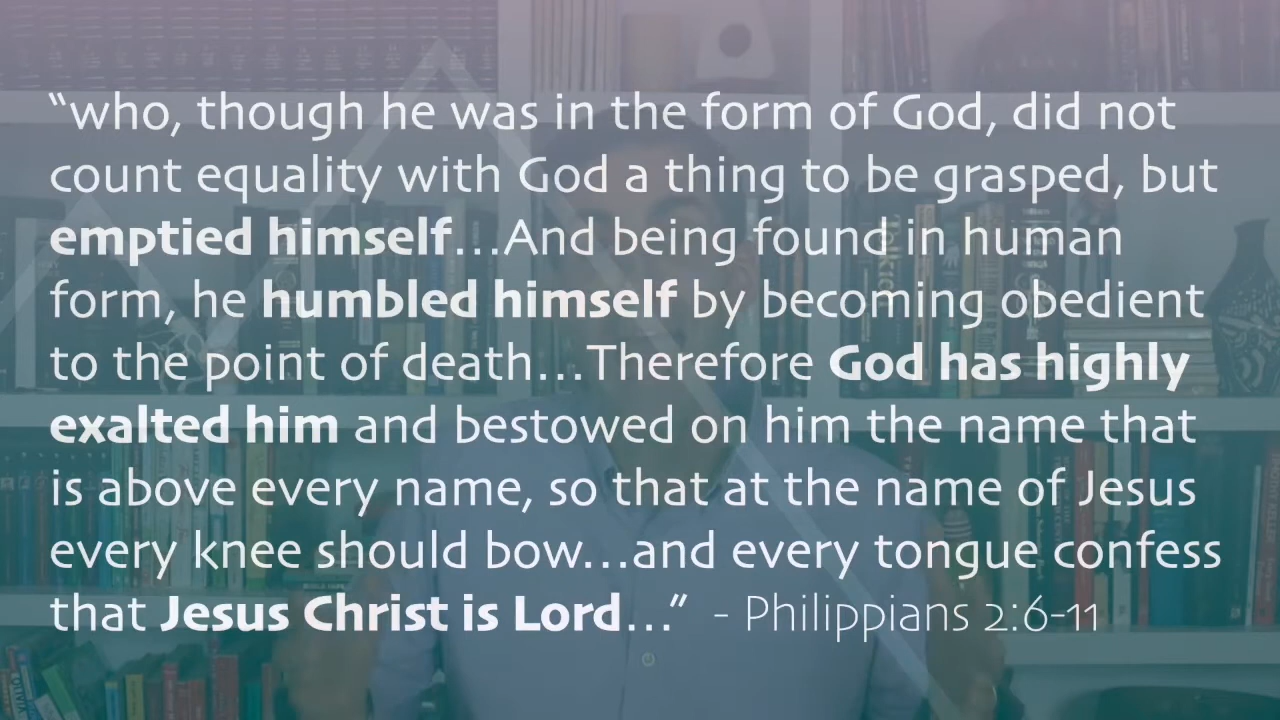 “who, though he was in the form of God, did not
count equality with God a thing to be grasped, but
emptied himself…And being found in human
form, he humbled himself by becoming obedient
to the point of death…Therefore God has highly
exalted him and bestowed on him the name that
is above every name, so that at the name of Jesus
every knee should bow…and every tongue confess
that Jesus Christ is Lord…” - Philippians 2:6-11